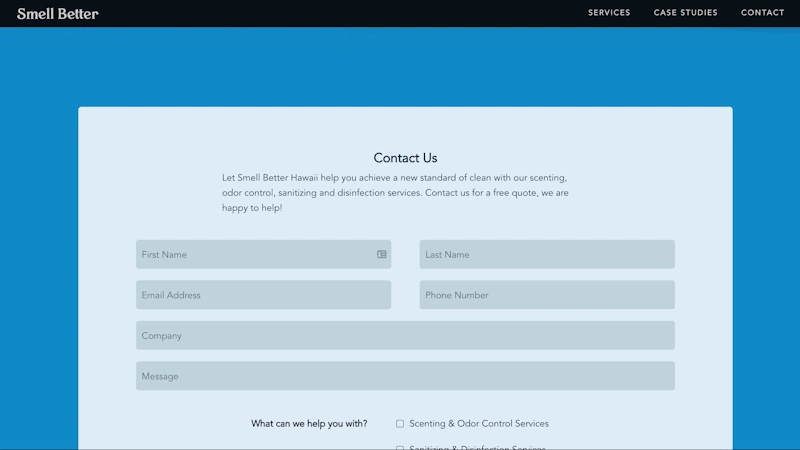 Smell Better
SERVICES CASE STUDIES CONTACT
Contact Us
Let Smell Better Hawaii help you achieve a new standard of clean with our scenting,
odor control, sanitizing and disinfection services. Contact us for a free quote, we are
happy to help!
First Name
Last Name
Email Address
Phone Number
Company
Message
What can we help you with?
Scenting & Odor Control Services
Sanitizing & Disinfection Services